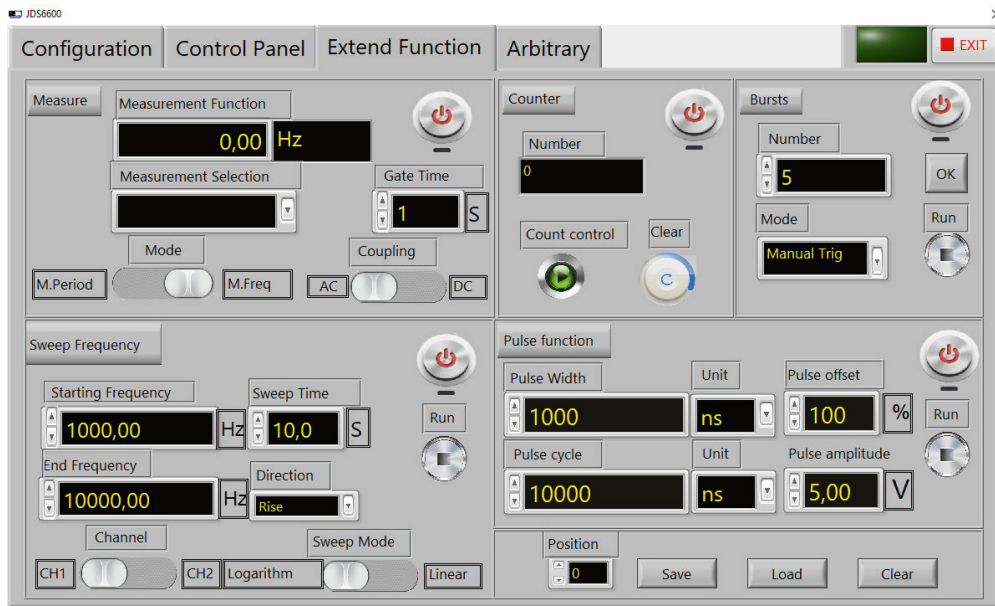 JDS6600
Configuration
Control Panel
Extend Function
Arbitrary
EXIT
Measure
Measurement Function
0,00
Hz
Measurement Selection
Gate Time
1
S
Mode
Coupling
M.Period
M.Freq
AC
DC
Counter
Number
0
Count control
Clear
Bursts
Number
5
OK
Mode
Run
Manual Trig
Sweep Frequency
Starting Frequency
Sweep Time
1000,00
Hz
10,0
S
Run
End Frequency
Direction
10000,00
Hz
Rise
Channel
Sweep Mode
CH1
CH2
Logarithm
Linear
Pulse function
Pulse Width
Unit
Pulse offset
1000
ns
100
%
Run
Pulse cycle
Unit
Pulse amplitude
10000
ns
5,00
V
Position
0
Save
Load
Clear